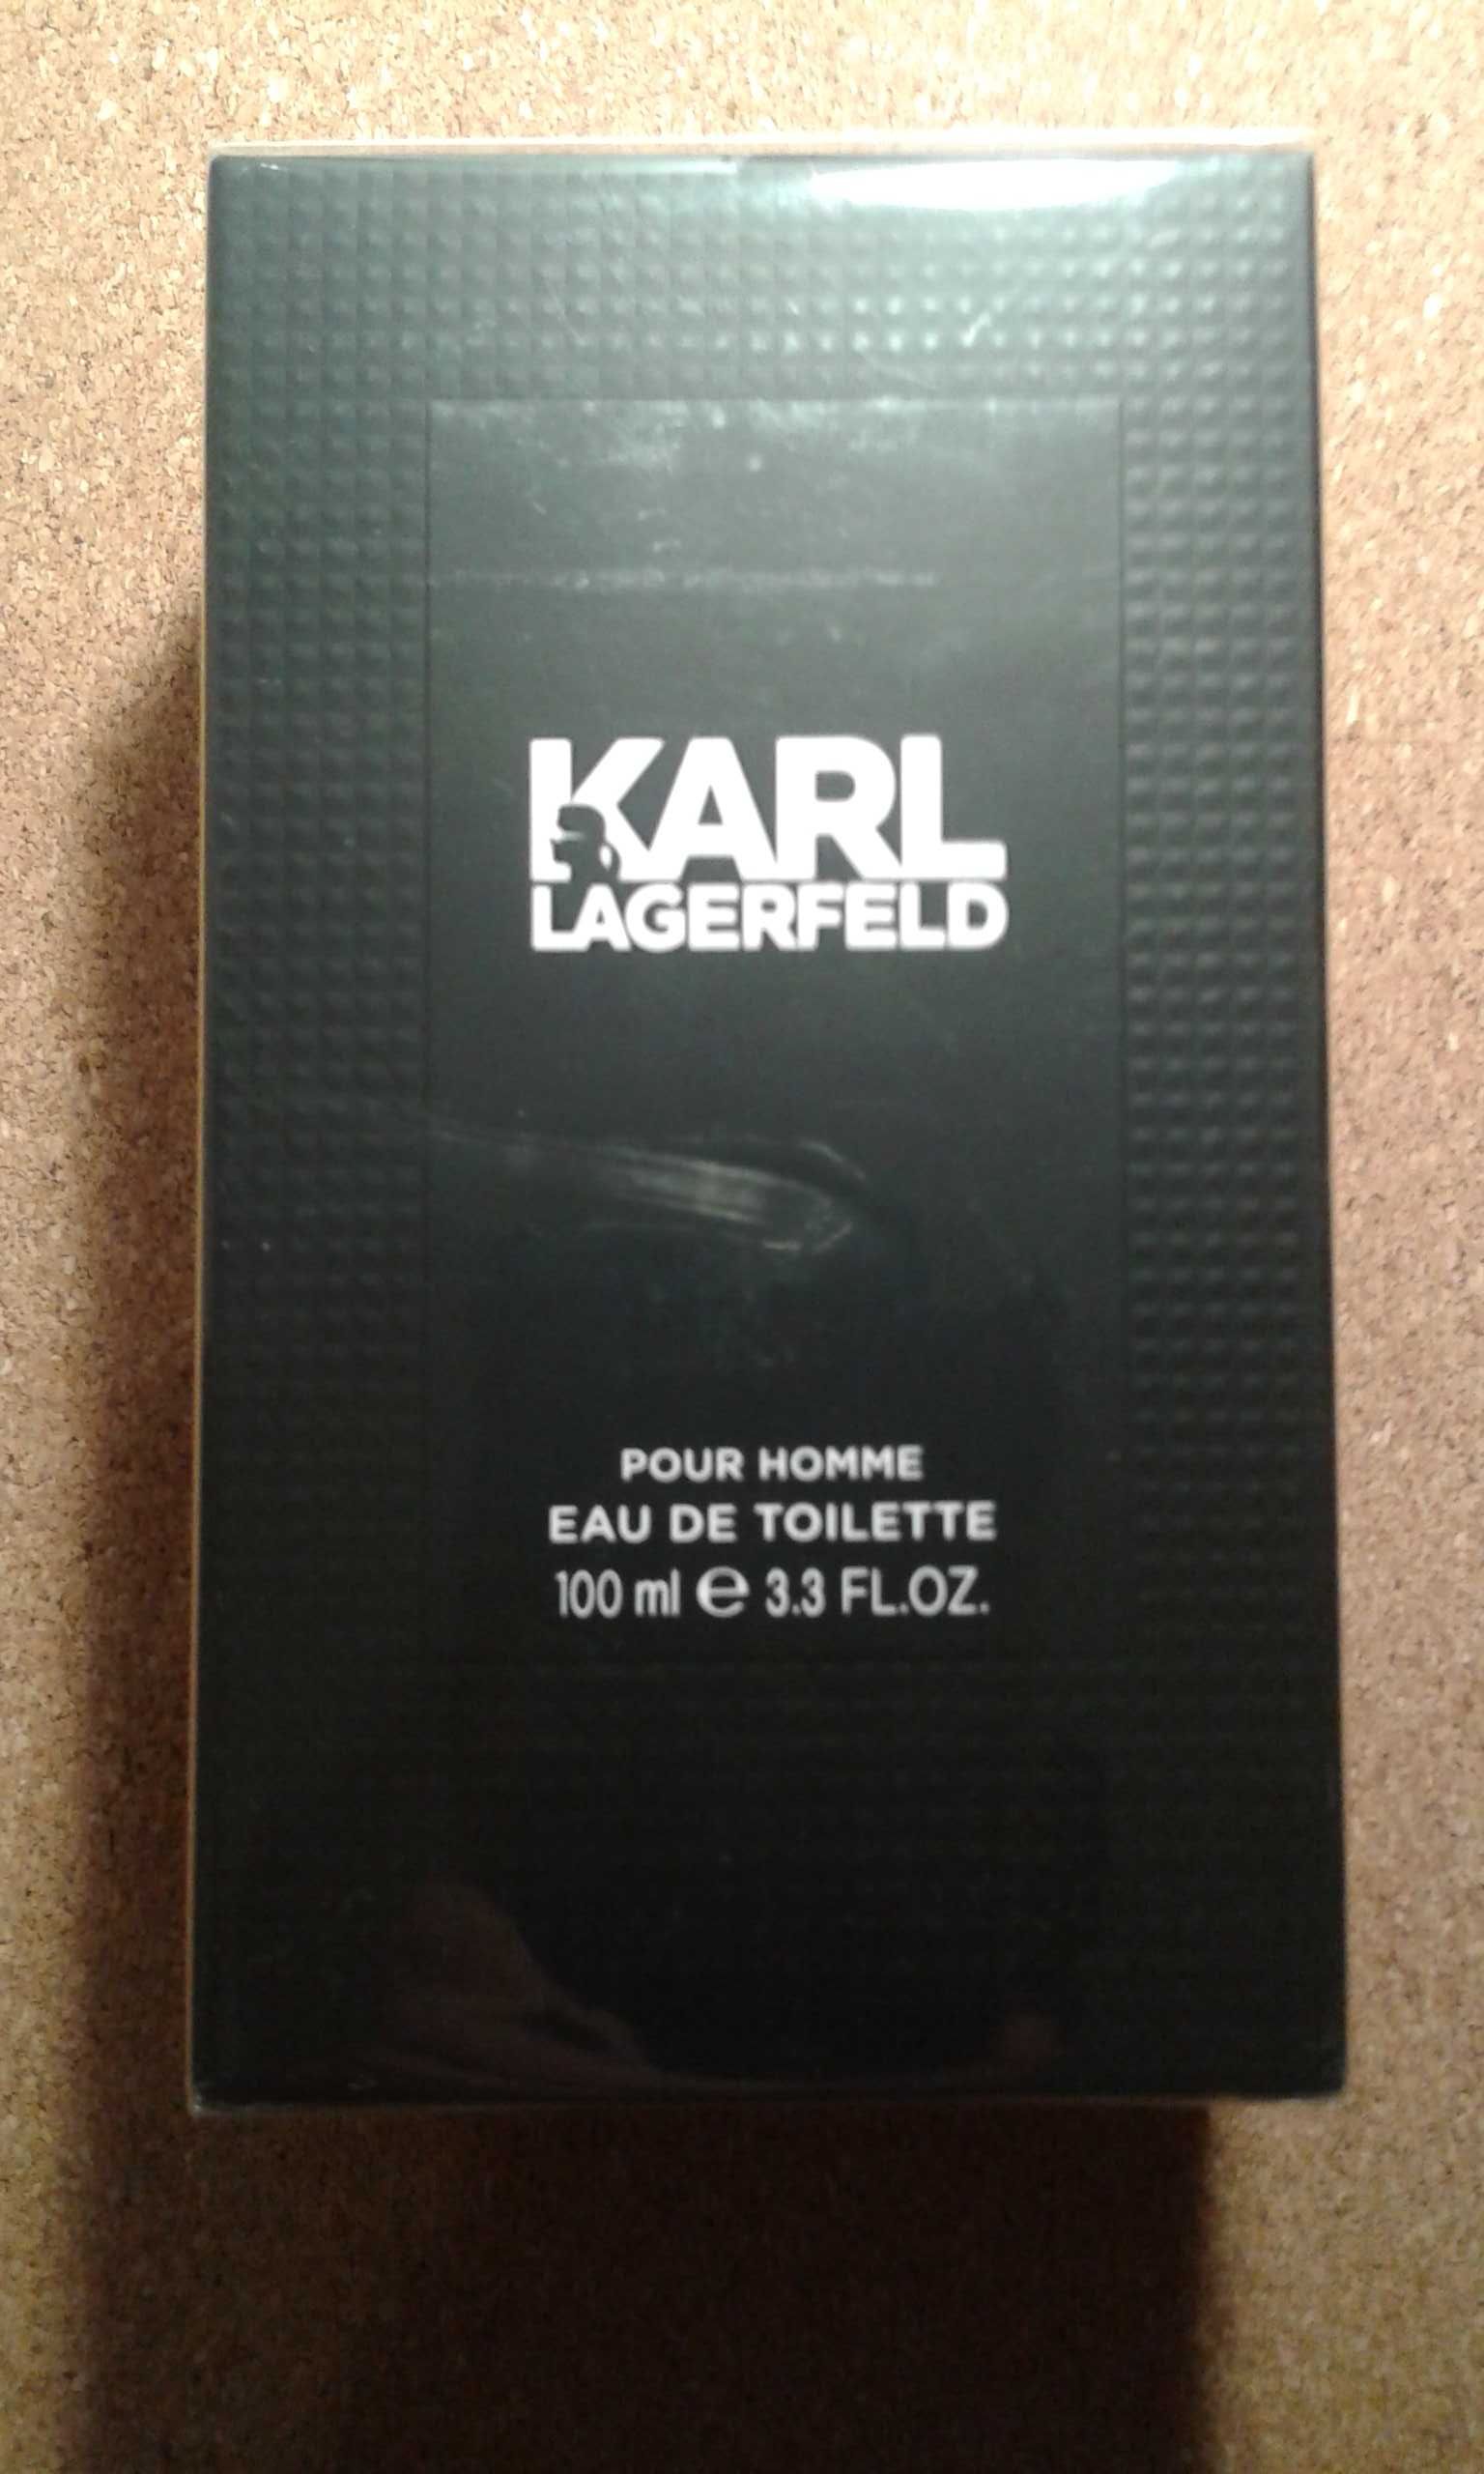 KARL
LAGERFELD
POUR HOMME
EAU DE TOILETTE
100 ml ℮ 3.3 FL.OZ.